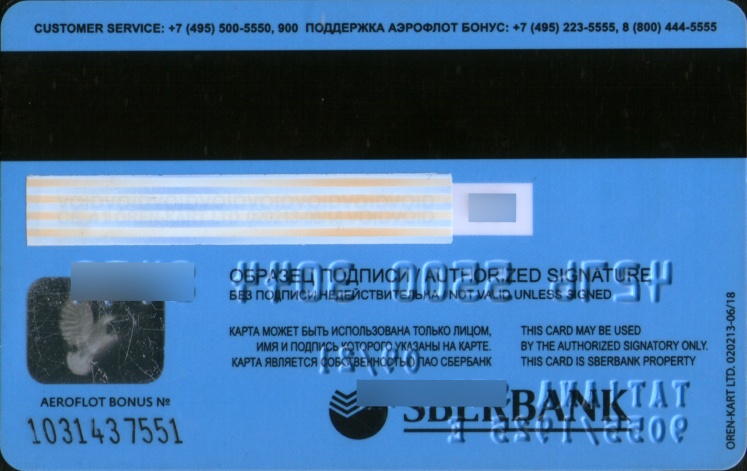 CUSTOMER SERVICE: +7 (495) 500-5550, 900 ПОДДЕРЖКА АЭРОФЛОТ БОНУС: +7 (495) 223-5555, 8 (800) 444-5555
ОБРАЗЕЦ ПОДПИСИ / AUTHORIZED SIGNATURE
БЕЗ ПОДПИСИ НЕДЕЙСТВИТЕЛЬНА / NOT VALID UNLESS SIGNED
КАРТА МОЖЕТ БЫТЬ ИСПОЛЬЗОВАНА ТОЛЬКО ЛИЦОМ,
ИМЯ И ПОДПИСЬ КОТОРОГО УКАЗАНЫ НА КАРТЕ.
КАРТА ЯВЛЯЕТСЯ СОБСТВЕННОСТЬЮ ПАО СБЕРБАНК
THIS CARD MAY BE USED
BY THE AUTHORIZED SIGNATORY ONLY.
THIS CARD IS SBERBANK PROPERTY
AEROFLOT BONUS №
1031437551
SBERBANK
OREN-KART LTD. 020213-06/18